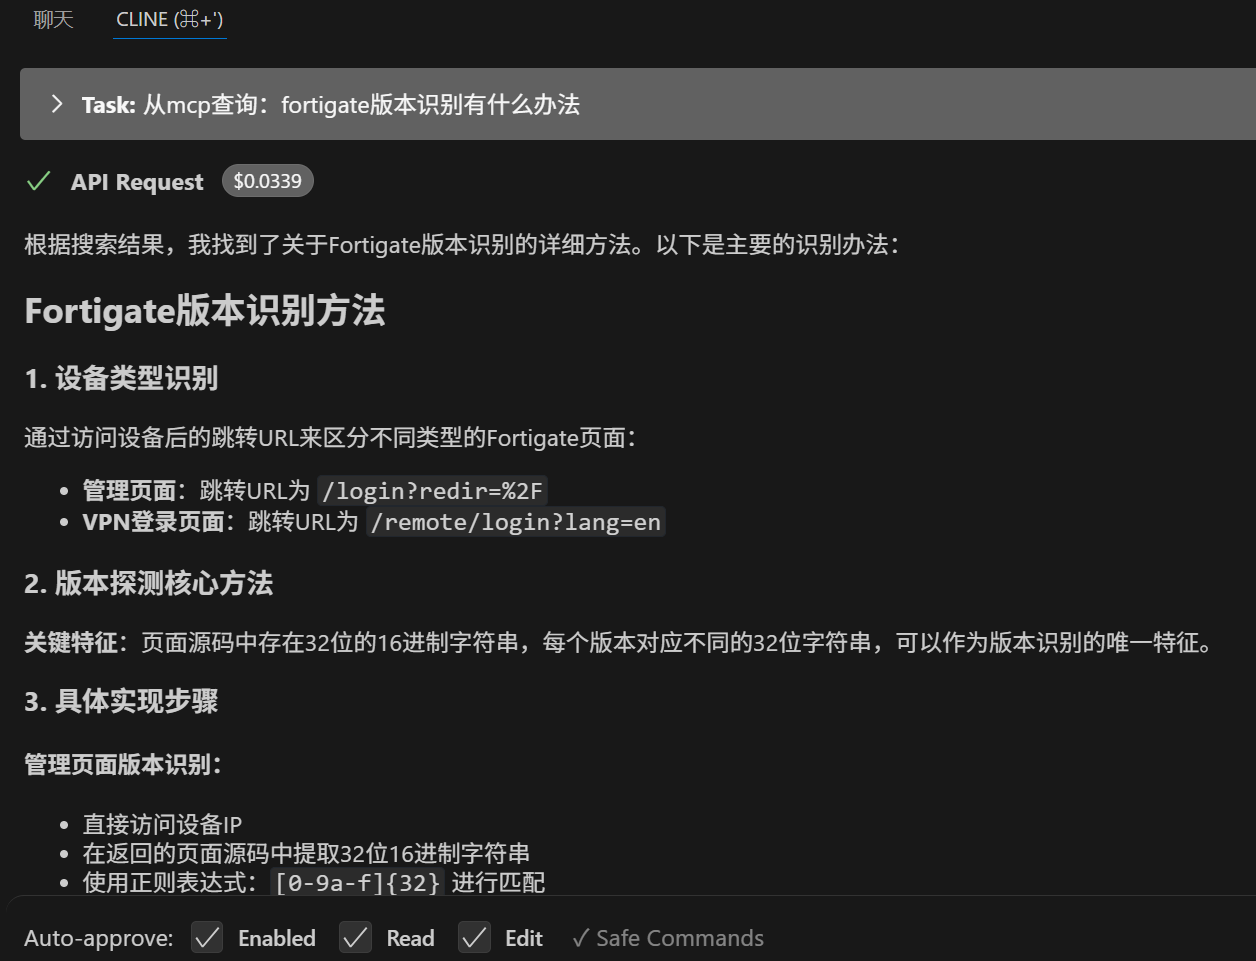 聊天 CLINE (⌘+')
Task: 从mcp查询：fortigate版本识别有什么办法
API Request $0.0339
根据搜索结果，我找到了关于Fortigate版本识别的详细方法。以下是主要的识别办法：
Fortigate版本识别方法
1. 设备类型识别
通过访问设备后的跳转URL来区分不同类型的Fortigate页面：
• 管理页面：跳转URL为 /login?redir=%2F
• VPN登录页面：跳转URL为 /remote/login?lang=en
2. 版本探测核心方法
关键特征：页面源码中存在32位的16进制字符串，每个版本对应不同的32位字符串，可以作为版本识别的唯一特征。
3. 具体实现步骤
管理页面版本识别：
• 直接访问设备IP
• 在返回的页面源码中提取32位16进制字符串
• 使用正则表达式：[0-9a-f]{32} 进行匹配
Auto-approve: ✓ Enabled ✓ Read ✓ Edit ✓ Safe Commands